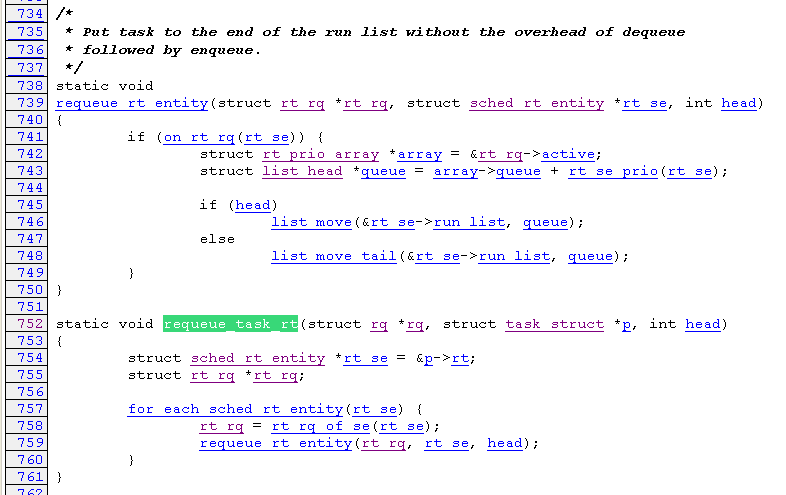 734 /*
735  * Put task to the end of the run list without the overhead of dequeue
736  * followed by enqueue.
737  */
738 static void
739 requeue_rt_entity(struct rt_rq *rt_rq, struct sched_rt_entity *rt_se, int head)
740 {
741         if (on_rt_rq(rt_se)) {
742                 struct rt_prio_array *array = &rt_rq->active;
743                 struct list_head *queue = array->queue + rt_se_prio(rt_se);
744
745                 if (head)
746                         list_move(&rt_se->run_list, queue);
747                 else
748                         list_move_tail(&rt_se->run_list, queue);
749         }
750 }
751
752 static void requeue_task_rt(struct rq *rq, struct task_struct *p, int head)
753 {
754         struct sched_rt_entity *rt_se = &p->rt;
755         struct rt_rq *rt_rq;
756
757         for_each_sched_rt_entity(rt_se) {
758                 rt_rq = rt_rq_of_se(rt_se);
759                 requeue_rt_entity(rt_rq, rt_se, head);
760         }
761 }
762